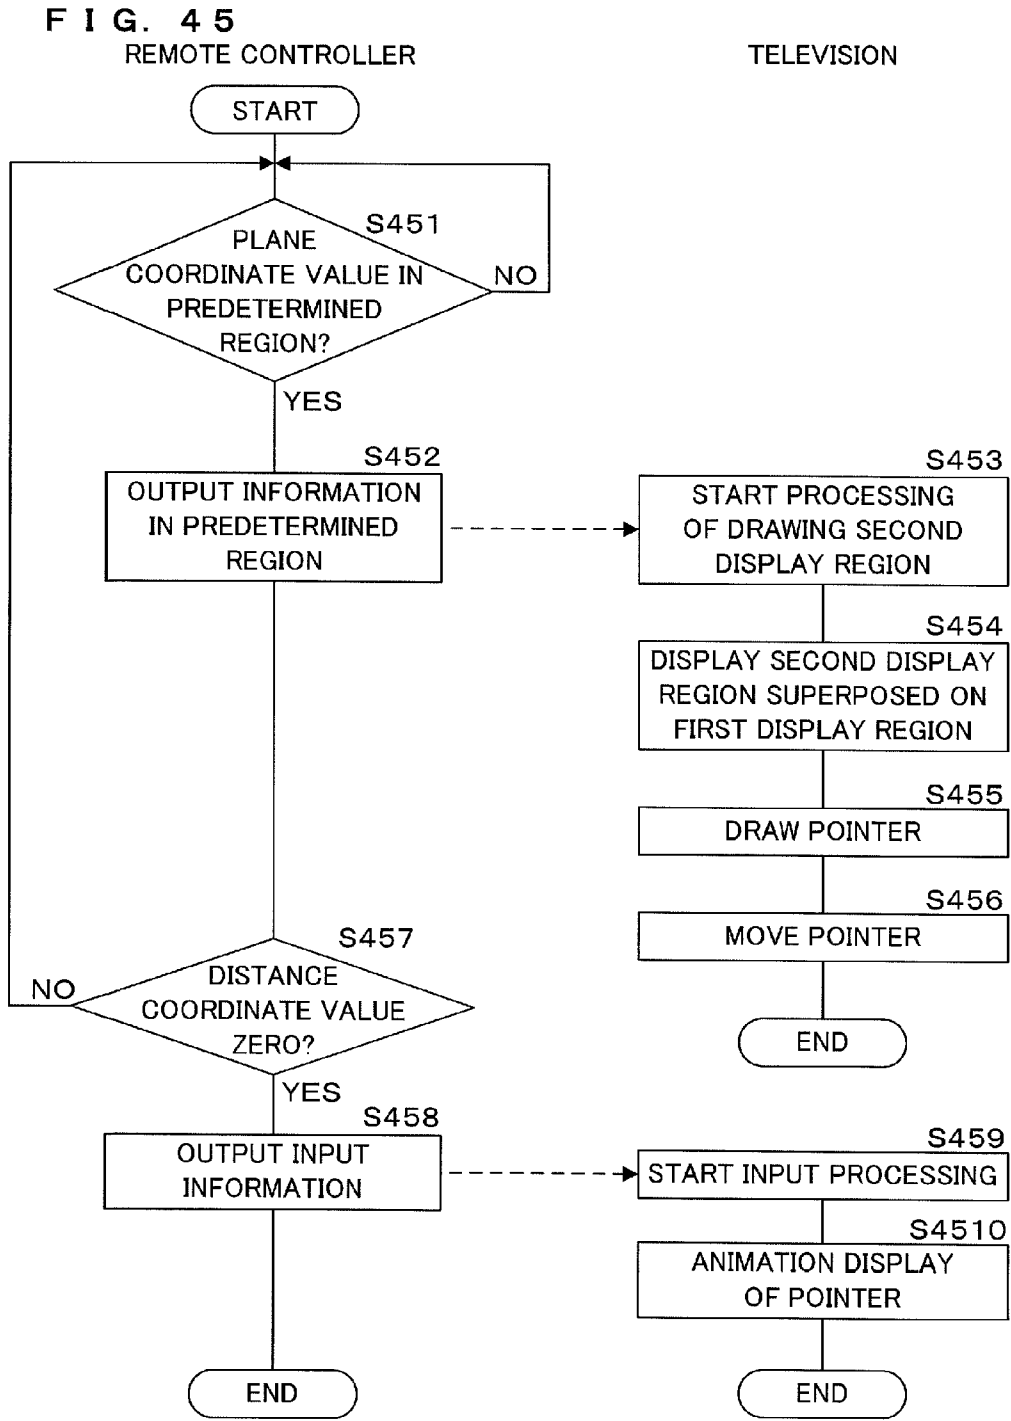 FIG. 45
REMOTE CONTROLLER
TELEVISION
START
S451
PLANE
COORDINATE VALUE IN
PREDETERMINED
REGION?
NO
YES
S452
OUTPUT INFORMATION
IN PREDETERMINED
REGION
S453
START PROCESSING
OF DRAWING SECOND
DISPLAY REGION
S454
DISPLAY SECOND DISPLAY
REGION SUPERPOSED ON
FIRST DISPLAY REGION
S455
DRAW POINTER
S456
MOVE POINTER
END
S457
DISTANCE
COORDINATE VALUE
ZERO?
NO
YES
S458
OUTPUT INPUT
INFORMATION
S459
START INPUT PROCESSING
S4510
ANIMATION DISPLAY
OF POINTER
END
END